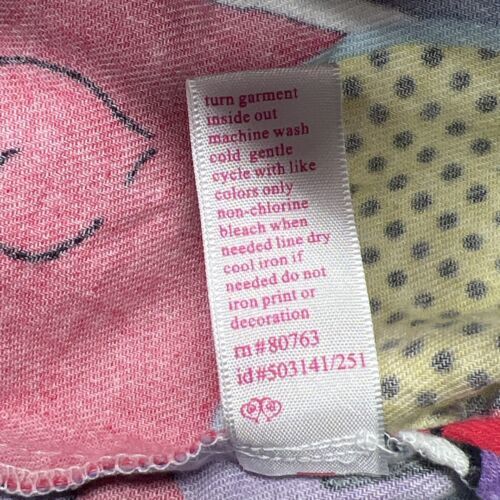 turn garment
inside out
machine wash
cold gentle
cycle with like
colors only
non-chlorine
bleach when
needed line dry
cool iron if
needed do not
iron print or
decoration
rn#80763
id#503141/251